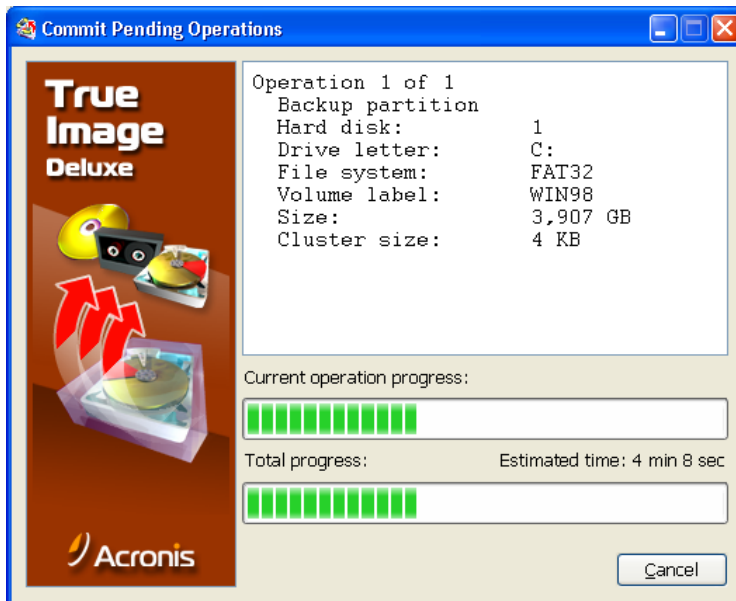 Commit Pending Operations
True
Image
Deluxe
Acronis
Operation 1 of 1
Backup partition
Hard disk: 1
Drive letter: C:
File system: FAT32
Volume label: WIN98
Size: 3,907 GB
Cluster size: 4 KB
Current operation progress:
Total progress: Estimated time: 4 min 8 sec
Cancel